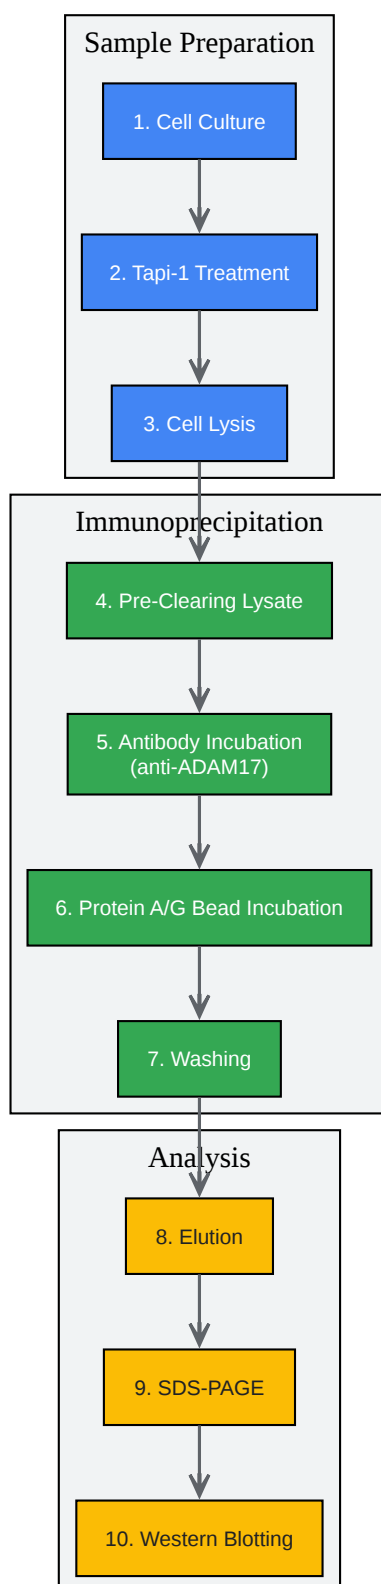 Sample Preparation
1. Cell Culture
2. Tapi-1 Treatment
3. Cell Lysis
Immunoprecipitation
4. Pre-Clearing Lysate
5. Antibody Incubation
(anti-ADAM17)
6. Protein A/G Bead Incubation
7. Washing
Analysis
8. Elution
9. SDS-PAGE
10. Western Blotting